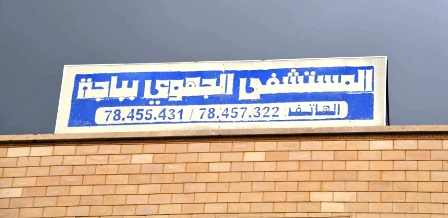 المستشفى الجهوي بباجة
الهاتف: 78.457.322 / 78.455.431